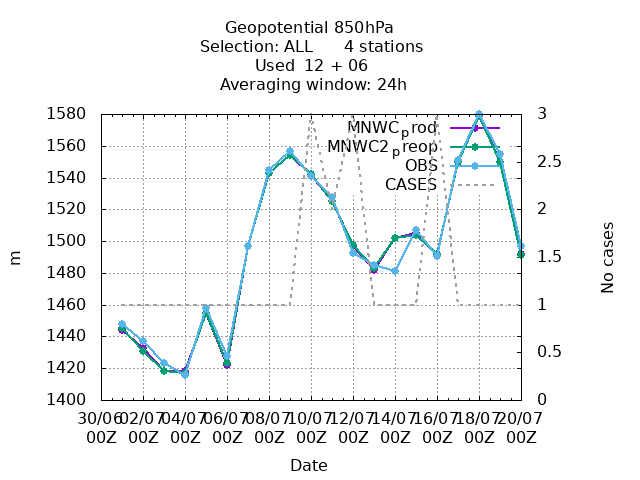 Geopotential 850hPa
Selection: ALL      4 stations
Used  12 + 06
Averaging window: 24h
MNWC_prod
MNWC2_preop
OBS
CASES
1580
1560
1540
1520
1500
1480
1460
1440
1420
1400
m
3
2.5
2
1.5
1
0.5
0
No cases
30/06 02/07 04/07 06/07 08/07 10/07 12/07 14/07 16/07 18/07 20/07
00Z 00Z 00Z 00Z 00Z 00Z 00Z 00Z 00Z 00Z 00Z
Date